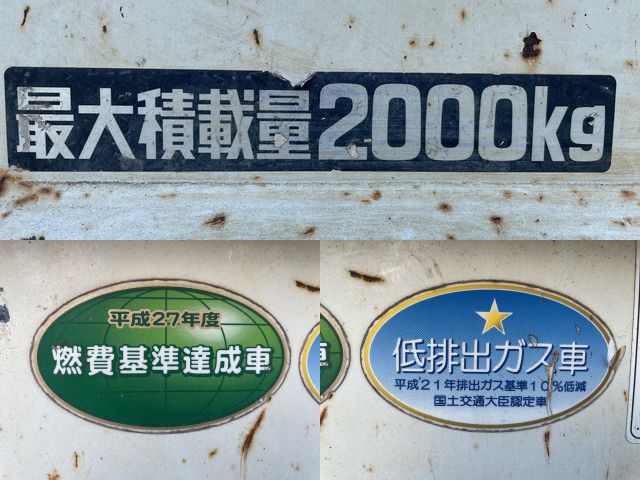 最大積載量2000kg
平成27年度
燃費基準達成車
低排出ガス車
平成21年排出ガス基準10%低減
国土交通大臣認定車